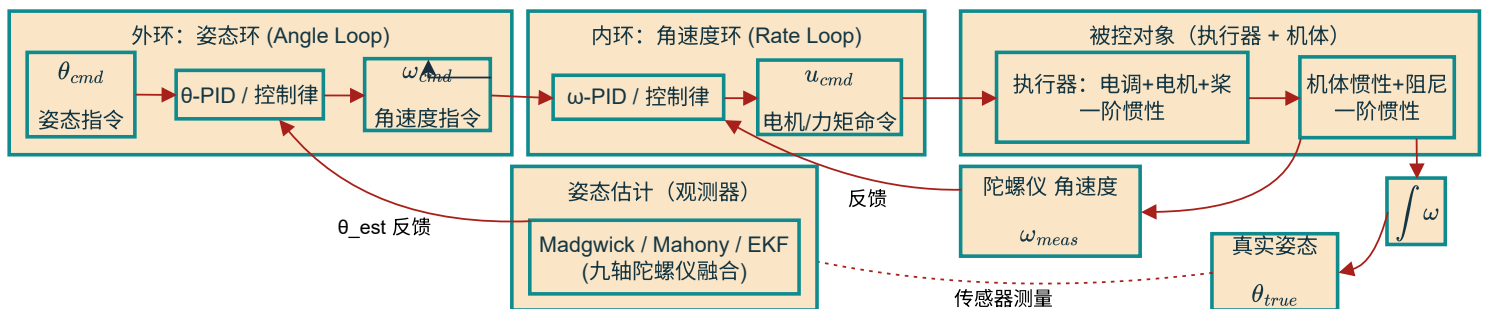 外环：姿态环 (Angle Loop)
θcmd
姿态指令
θ-PID / 控制律
ωcmd
角速度指令
内环：角速度环 (Rate Loop)
ω-PID / 控制律
ucmd
电机/力矩命令
被控对象（执行器 + 机体）
执行器：电调+电机+桨
一阶惯性
机体惯性+阻尼
一阶惯性
姿态估计（观测器）
Madgwick / Mahony / EKF
(九轴陀螺仪融合)
θ_est 反馈
反馈
陀螺仪 角速度
ωmeas
∫ω
真实姿态
θtrue
传感器测量